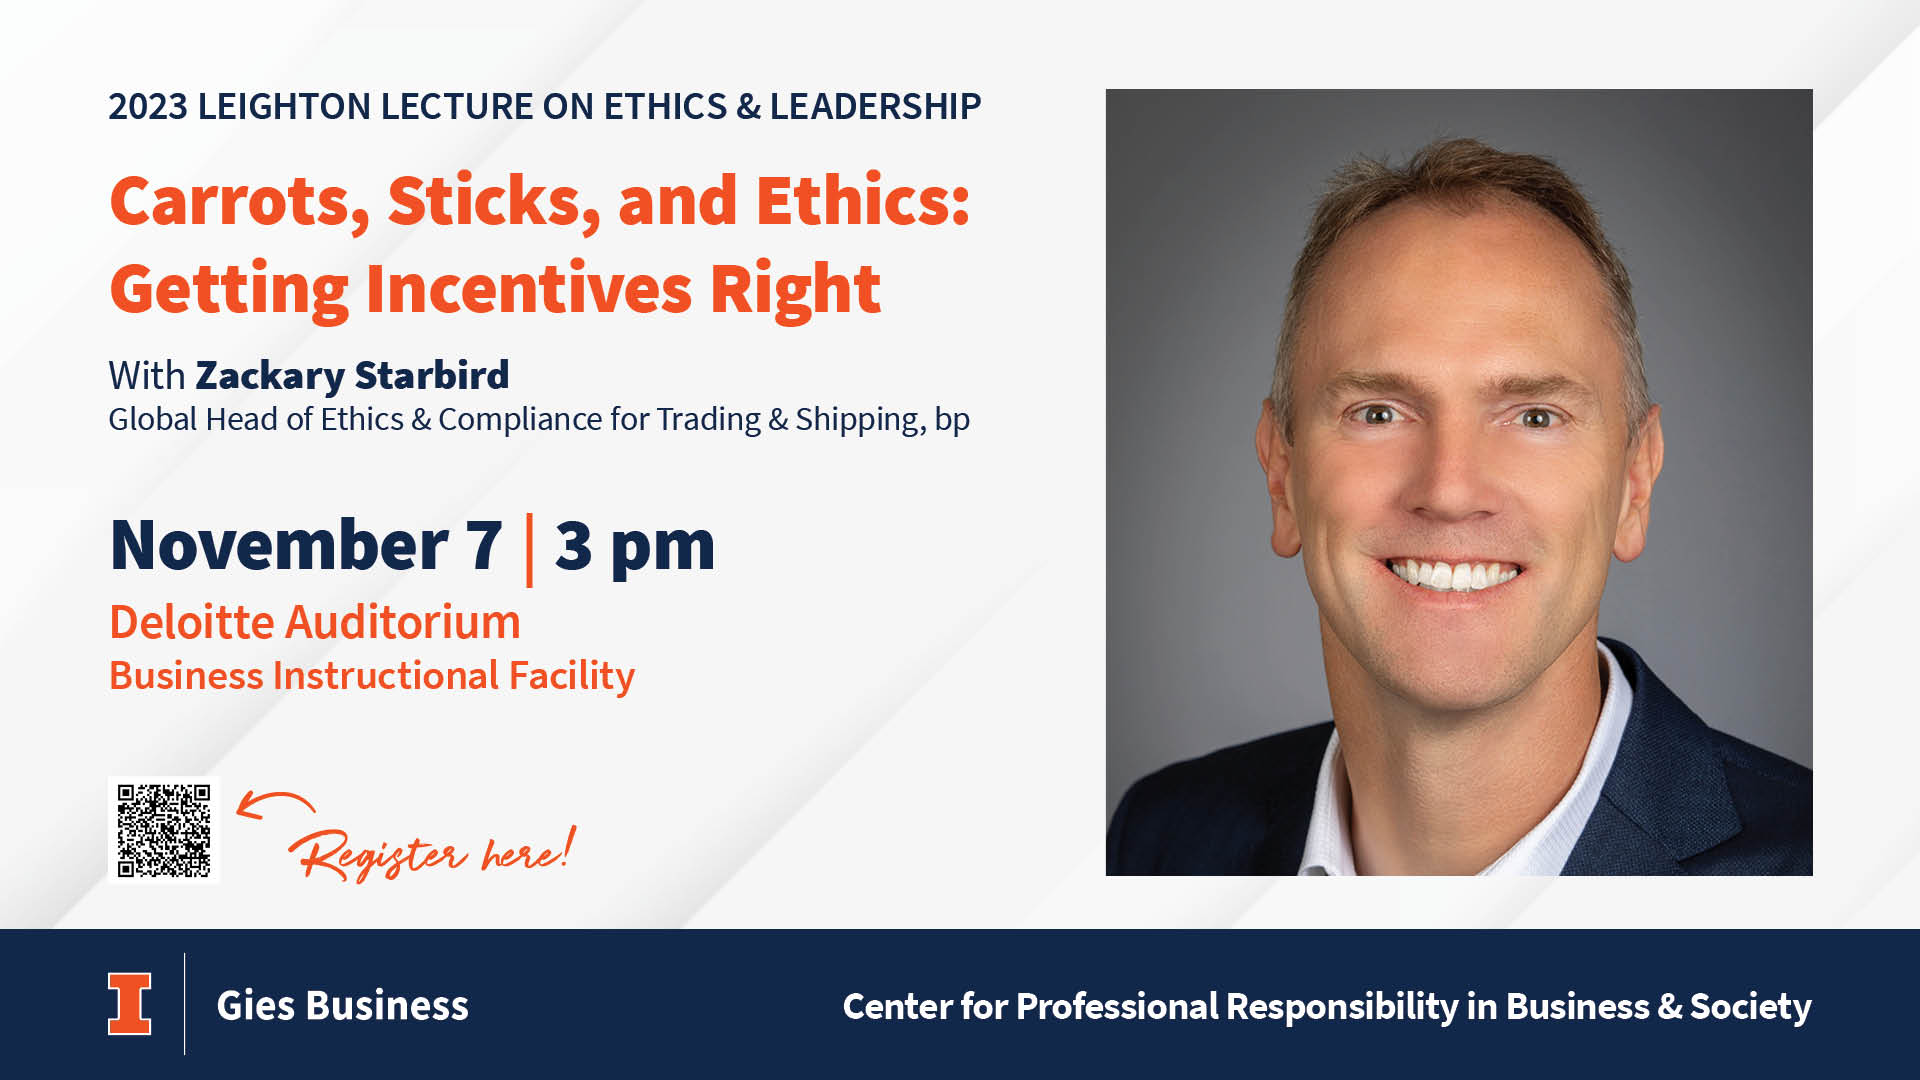 2023 LEIGHTON LECTURE ON ETHICS & LEADERSHIP
Carrots, Sticks, and Ethics:
Getting Incentives Right
With Zackary Starbird
Global Head of Ethics & Compliance for Trading & Shipping, bp
November 7 | 3 pm
Deloitte Auditorium
Business Instructional Facility
Register here!
I
Gies Business
Center for Professional Responsibility in Business & Society